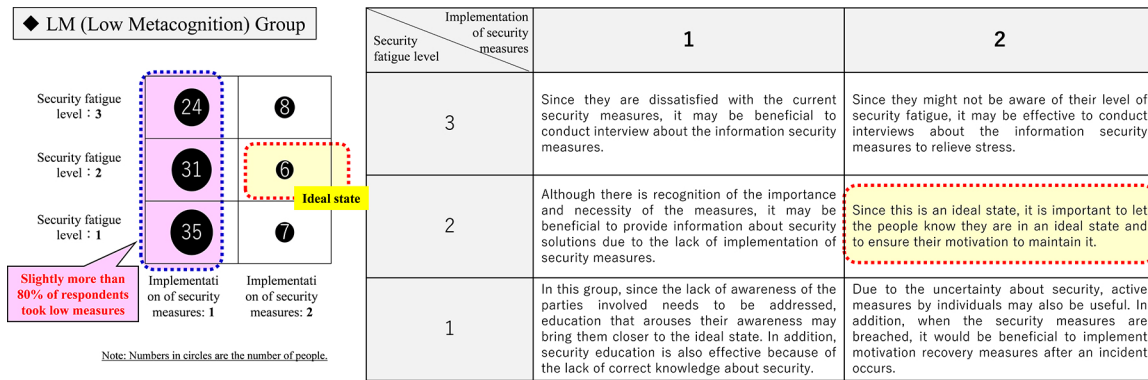 ◆ LM (Low Metacognition) Group
Security fatigue
level：3
Security fatigue
level：2
Security fatigue
level：1
24
8
31
6
35
7
Ideal state
Slightly more than
80% of respondents
took low measures
Implementati
on of security
measures: 1
Implementati
on of security
measures: 2
Note: Numbers in circles are the number of people.
Implementation
of security
measures
Security
fatigue level
1
2
3
Since they are dissatisfied with the current
security measures, it may be beneficial to
conduct interview about the information security
measures.
Since they might not be aware of their level of
security fatigue, it may be effective to conduct
interviews about the information security
measures to relieve stress.
2
Although there is recognition of the importance
and necessity of the measures, it may be
beneficial to provide information about security
solutions due to the lack of implementation of
security measures.
Since this is an ideal state, it is important to let
the people know they are in an ideal state and
to ensure their motivation to maintain it.
1
In this group, since the lack of awareness of the
parties involved needs to be addressed,
education that arouses their awareness may
bring them closer to the ideal state. In addition,
security education is also effective because of
the lack of correct knowledge about security.
Due to the uncertainty about security, active
measures by individuals may also be useful. In
addition, when the security measures are
breached, it would be beneficial to implement
motivation recovery measures after an incident
occurs.